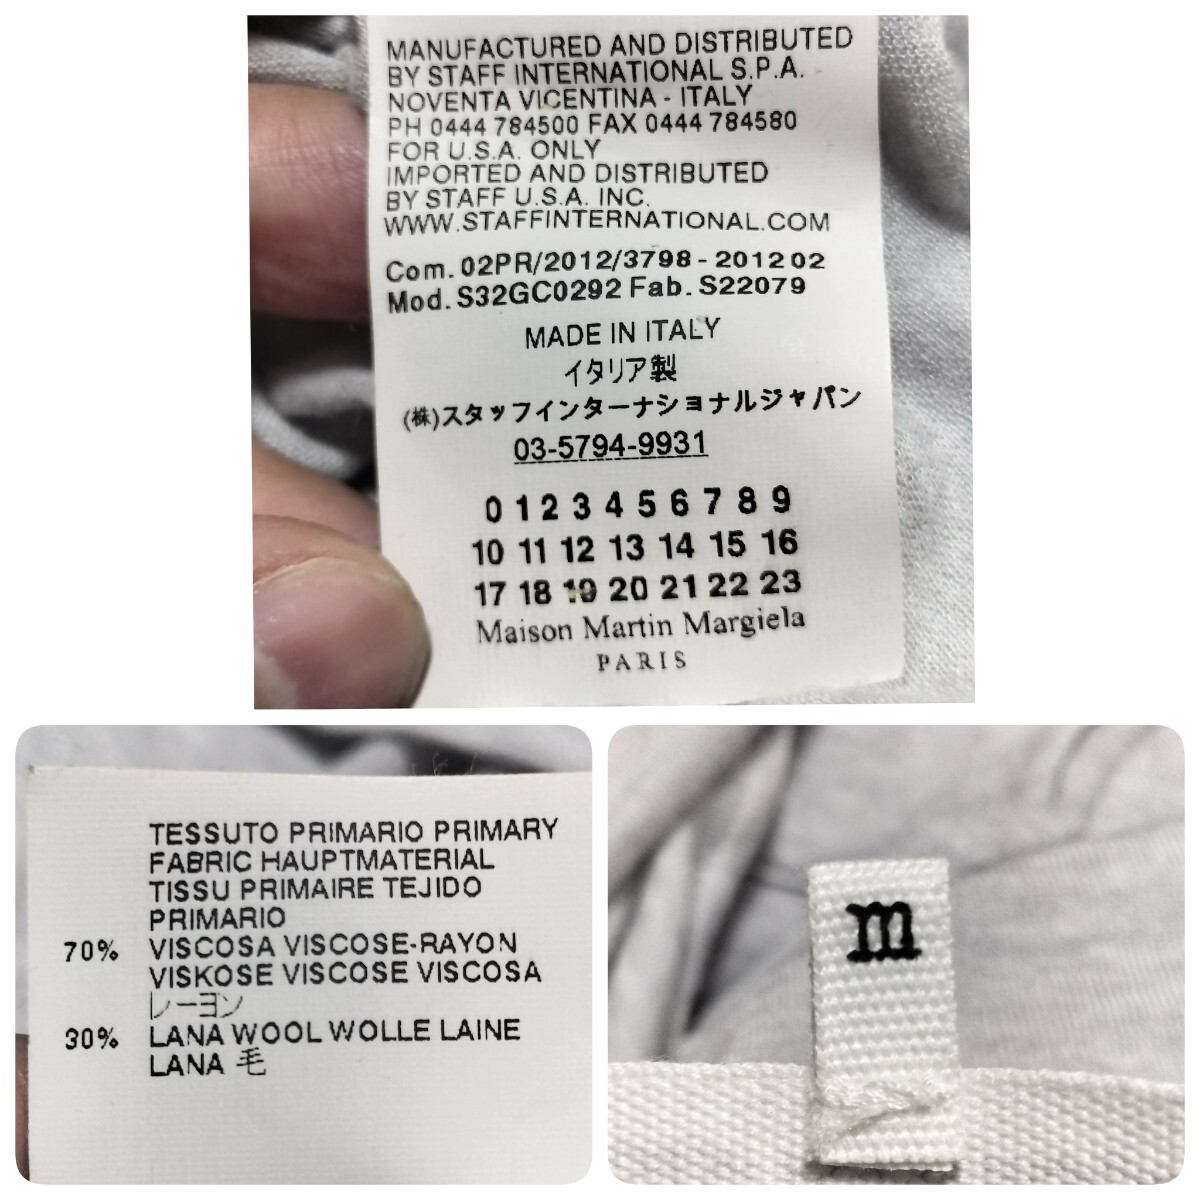 MANUFACTURED AND DISTRIBUTED
BY STAFF INTERNATIONAL S.P.A.
NOVENTA VICENTINA - ITALY
PH 0444 784500 FAX 0444 784580
FOR U.S.A. ONLY
IMPORTED AND DISTRIBUTED
BY STAFF U.S.A. INC.
WWW.STAFFINTERNATIONAL.COM
Com. 02PR/2012/3798 - 2012 02
Mod. S32GC0292 Fab. S22079
MADE IN ITALY
イタリア製
(株)スタッフインターナショナルジャパン
03-5794-9931
0 1 2 3 4 5 6 7 8 9
10 11 12 13 14 15 16
17 18 19 20 21 22 23
Maison Martin Margiela
PARIS
TESSUTO PRIMARIO PRIMARY
FABRIC HAUPTMATERIAL
TISSU PRIMAIRE TEJIDO
PRIMARIO
70% VISCOSA VISCOSE-RAYON
VISKOSE VISCOSE VISCOSA
レーヨン
30% LANA WOOL WOLLE LAINE
LANA 毛
m